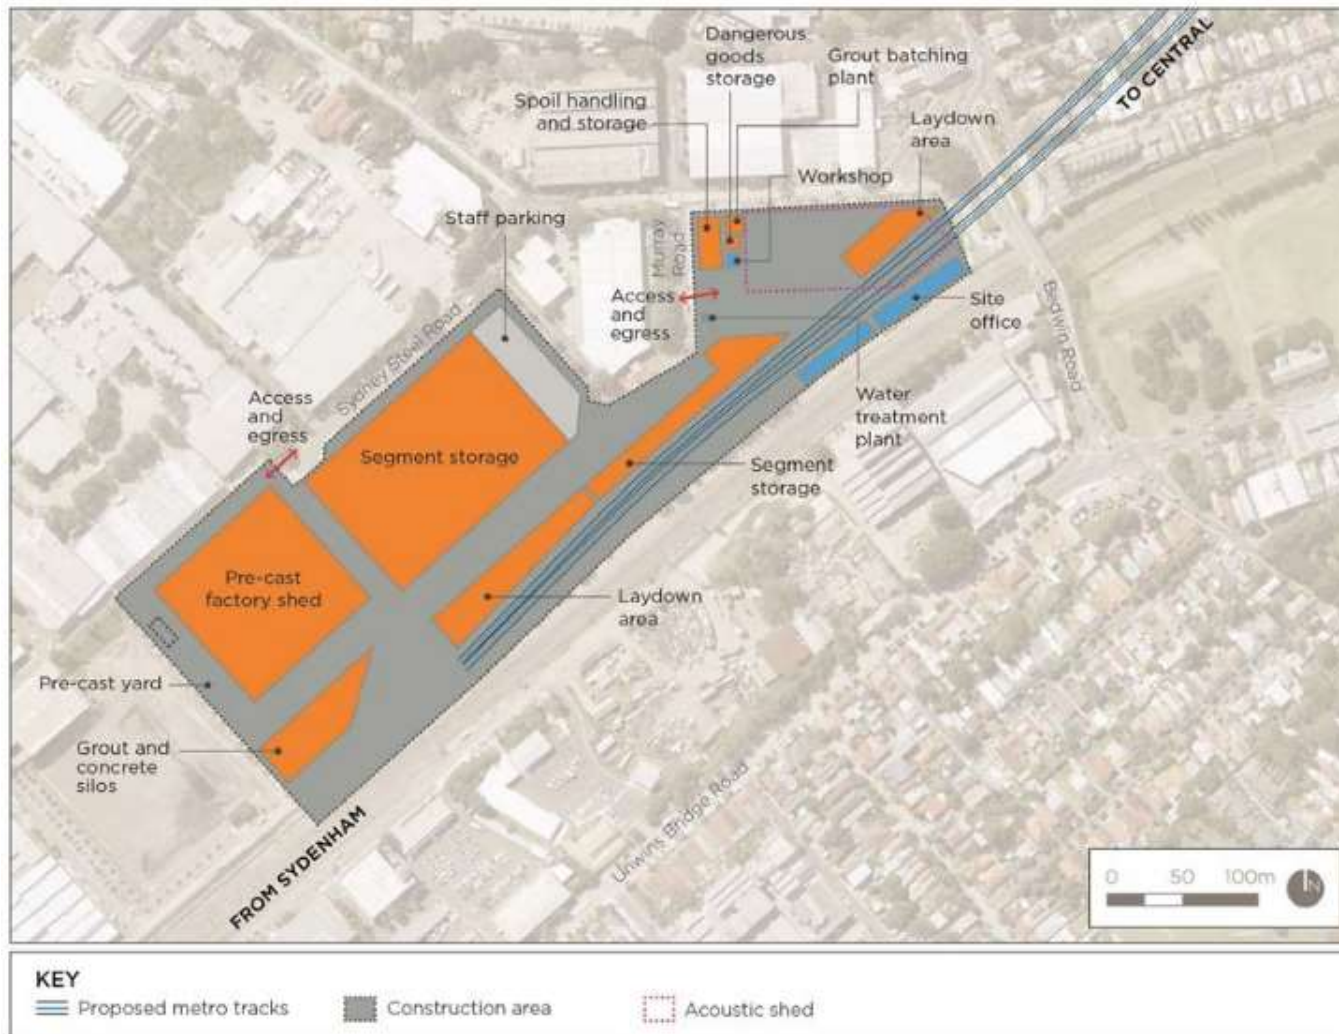 Dangerous
goods
storage
Grout batching
plant
TO CENTRAL
Spoil handling
and storage
Laydown
area
Workshop
Staff parking
Murray
Road
Access
and
egress
Site
office
Bedwin Road
Sydney Steel Road
Access
and
egress
Water
treatment
plant
Segment storage
Segment
storage
Pre-cast
factory shed
Laydown
area
Pre-cast yard
Grout and
concrete
silos
Unwins Bridge Road
FROM SYDENHAM
0 50 100m
N
KEY
Proposed metro tracks
Construction area
Acoustic shed